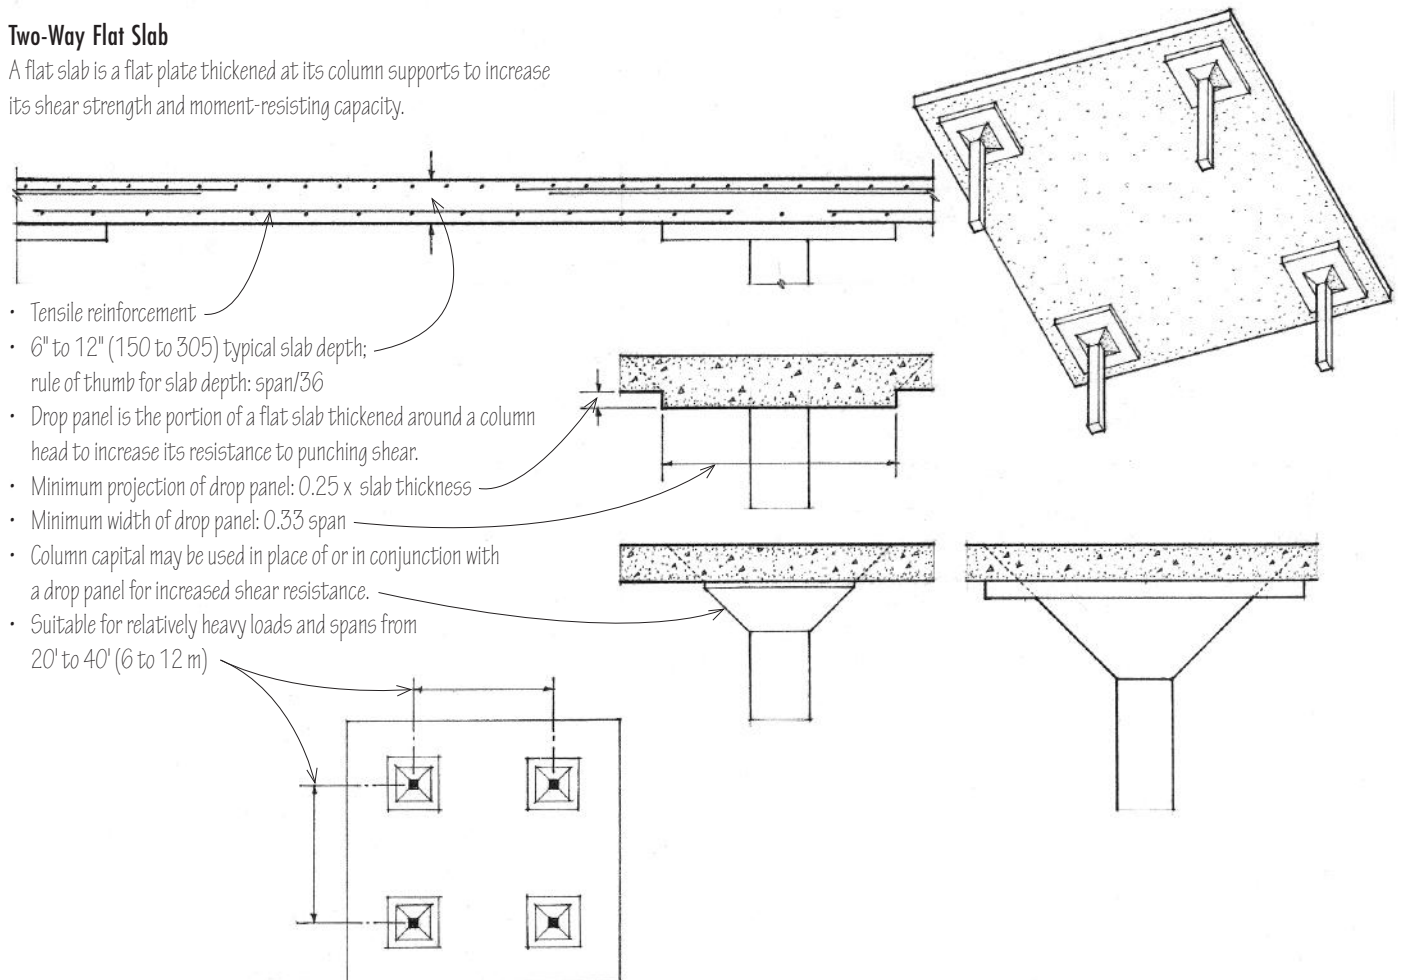 Two-Way Flat Slab
A flat slab is a flat plate thickened at its column supports to increase
its shear strength and moment-resisting capacity.
• Tensile reinforcement
• 6" to 12" (150 to 305) typical slab depth;
rule of thumb for slab depth: span/36
• Drop panel is the portion of a flat slab thickened around a column
head to increase its resistance to punching shear.
• Minimum projection of drop panel: 0.25 x slab thickness
• Minimum width of drop panel: 0.33 span
• Column capital may be used in place of or in conjunction with
a drop panel for increased shear resistance.
• Suitable for relatively heavy loads and spans from
20' to 40' (6 to 12 m)